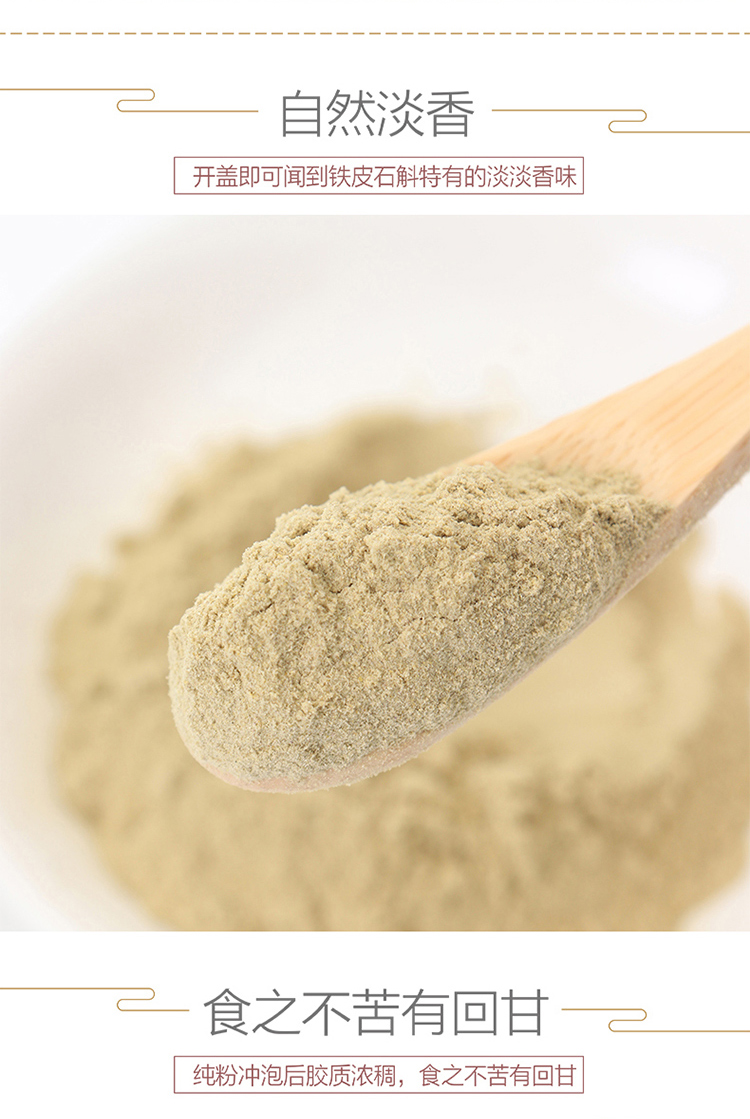 自然淡香
开盖即可闻到铁皮石斛特有的淡淡香味
食之不苦有回甘
纯粉冲泡后胶质浓稠，食之不苦有回甘